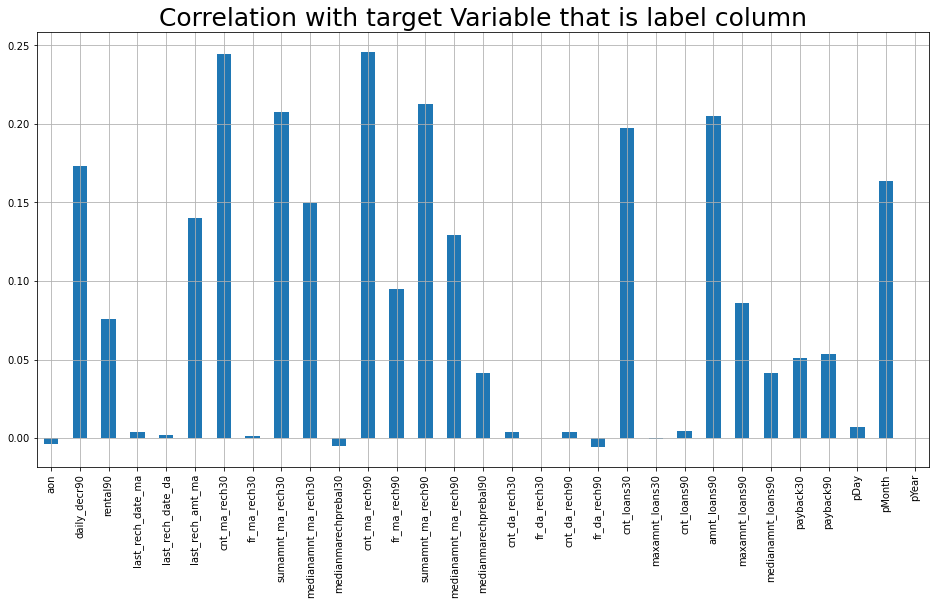 Correlation with target Variable that is label column
0.25
0.20
0.15
0.10
0.05
0.00
aon
daily_decr90
rental90
last_rech_date_ma
last_rech_date_da
last_rech_amt_ma
cnt_ma_rech30
fr_ma_rech30
sumamnt_ma_rech30
medianamnt_ma_rech30
medianmarechprebal30
cnt_ma_rech90
fr_ma_rech90
sumamnt_ma_rech90
medianamnt_ma_rech90
medianmarechprebal90
cnt_da_rech30
fr_da_rech30
cnt_da_rech90
fr_da_rech90
cnt_loans30
maxamnt_loans30
cnt_loans90
amnt_loans90
maxamnt_loans90
medianamnt_loans90
payback30
payback90
pDay
pMonth
pYear